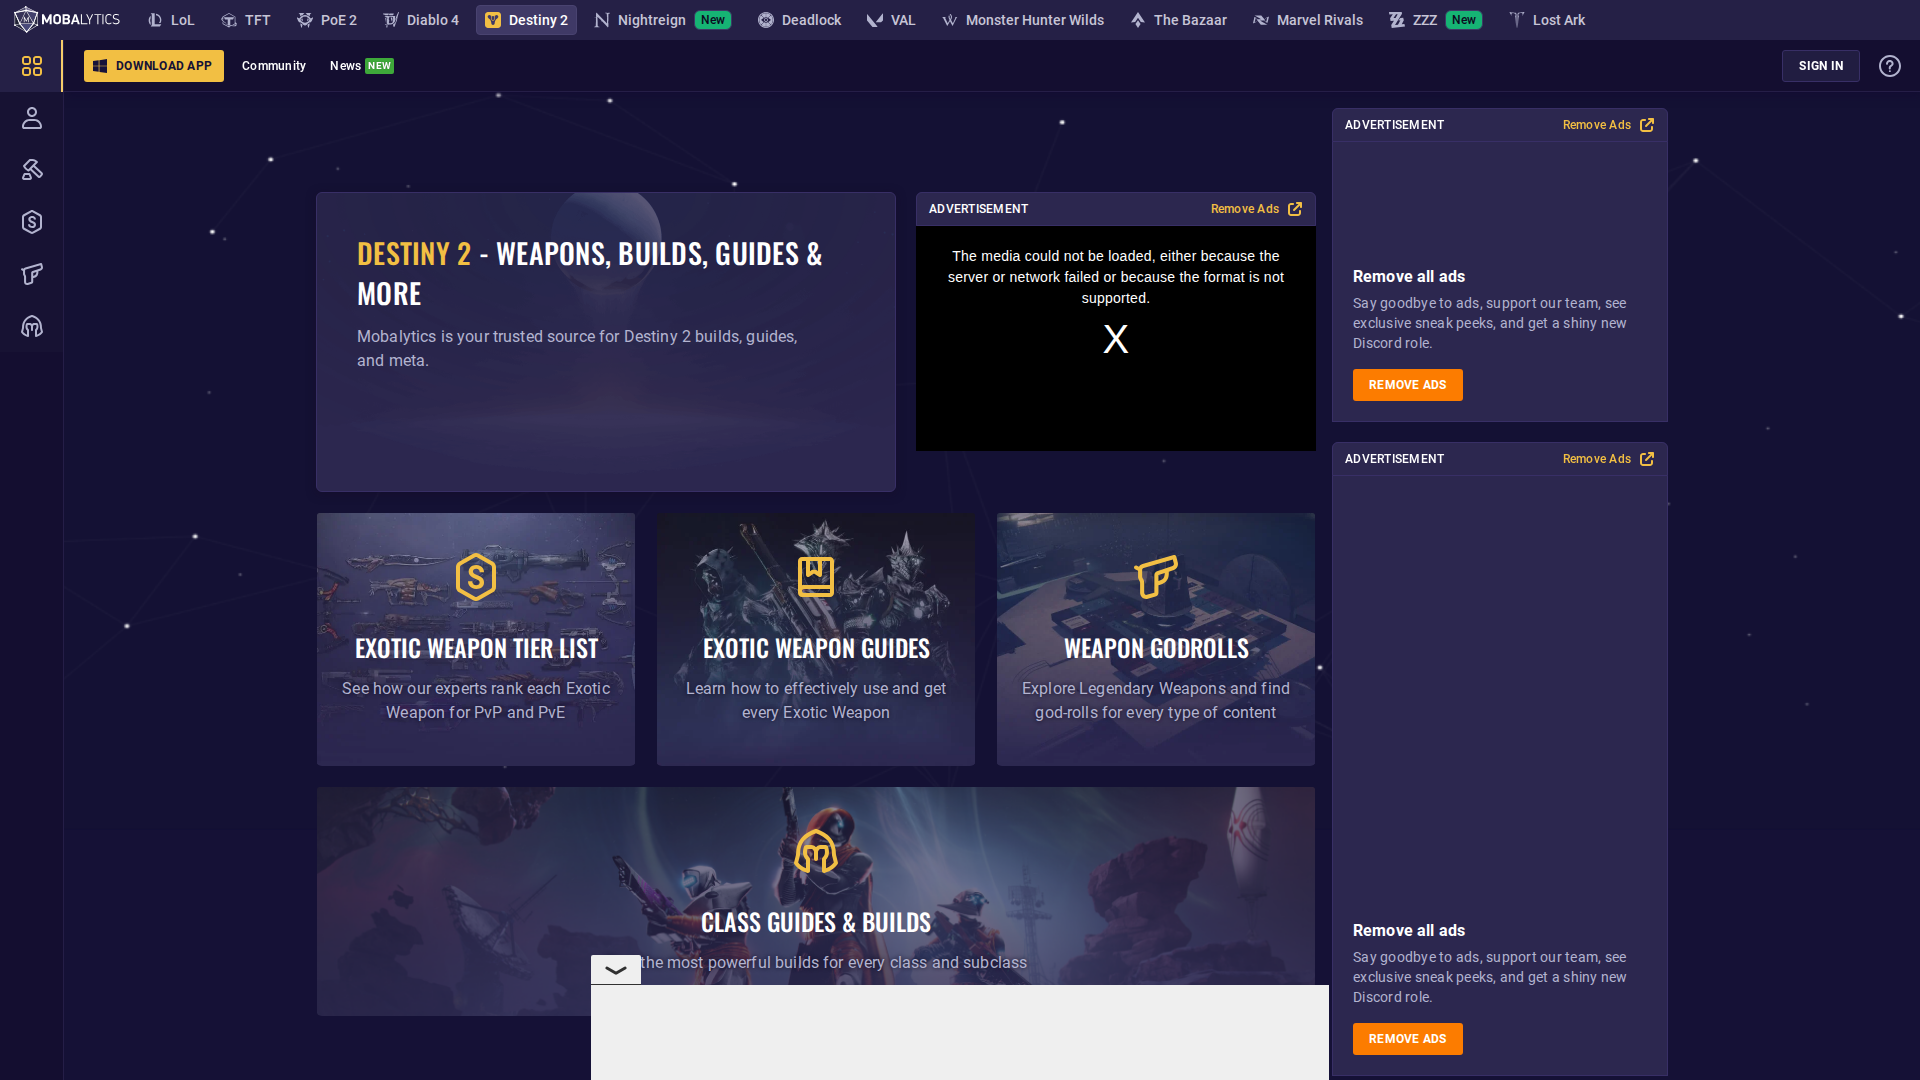 MOBALYTICS
LoL
TFT
PoE 2
Diablo 4
Destiny 2
Nightreign New
Deadlock
VAL
Monster Hunter Wilds
The Bazaar
Marvel Rivals
ZZZ New
Lost Ark
DOWNLOAD APP
Community
News NEW
SIGN IN
DESTINY 2 - WEAPONS, BUILDS, GUIDES &
MORE
Mobalytics is your trusted source for Destiny 2 builds, guides,
and meta.
ADVERTISEMENT
Remove Ads
The media could not be loaded, either because the
server or network failed or because the format is not
supported.
X
ADVERTISEMENT
Remove Ads
Remove all ads
Say goodbye to ads, support our team, see
exclusive sneak peeks, and get a shiny new
Discord role.
REMOVE ADS
EXOTIC WEAPON TIER LIST
See how our experts rank each Exotic
Weapon for PvP and PvE
EXOTIC WEAPON GUIDES
Learn how to effectively use and get
every Exotic Weapon
WEAPON GODROLLS
Explore Legendary Weapons and find
god-rolls for every type of content
CLASS GUIDES & BUILDS
the most powerful builds for every class and subclass
ADVERTISEMENT
Remove Ads
Remove all ads
Say goodbye to ads, support our team, see
exclusive sneak peeks, and get a shiny new
Discord role.
REMOVE ADS